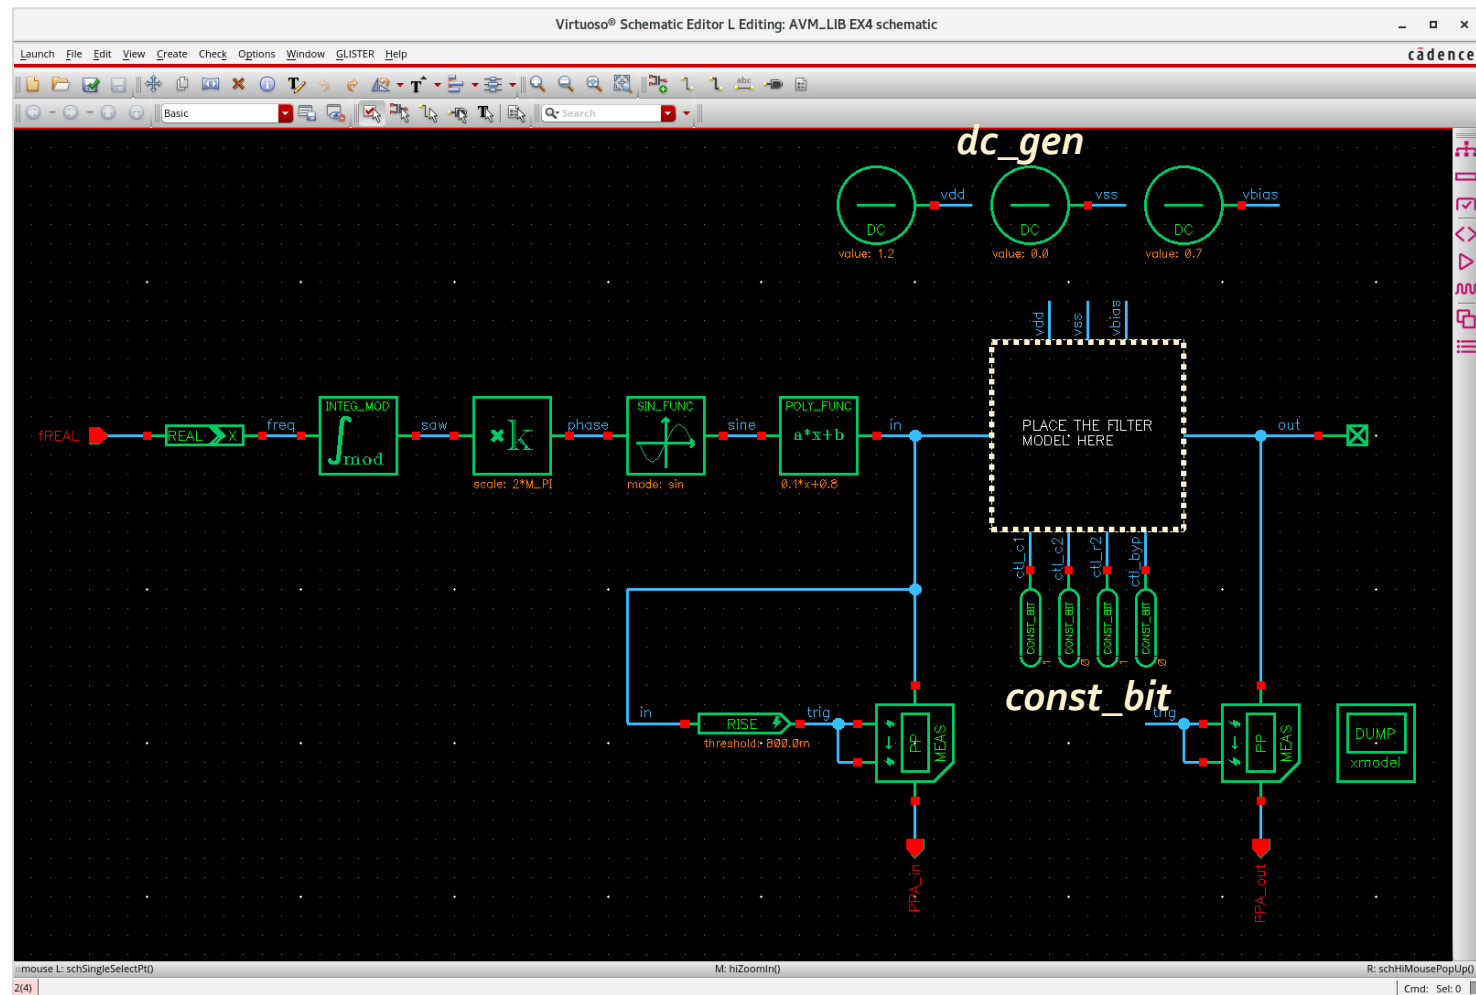 Virtuoso® Schematic Editor L Editing: AVM_LIB EX4 schematic
Launch File Edit View Create Check Options Window GLISTER Help
cādence
Basic
Search
dc_gen
vdd vss vbias
DC DC DC
value: 1.2 value: 0.0 value: 0.7
vdd vss vbias
INTEG_MOD SIN_FUNC POLY_FUNC
fREAL REAL X freq ∫mod saw ×k phase sine a*x+b in PLACE THE FILTER
MODEL HERE
out
scale: 2*M_PI mode: sin 0.1*x+0.8
ctl_c1 ctl_c2 ctl_r2 ctl_byp
CONST_BIT CONST_BIT CONST_BIT CONST_BIT
1 0 1 0
const_bit
in RISE trig PP MEAS trig PP MEAS DUMP
xmodel
threshold: 800.0m
PPA_in PPA_out
mouse L: schSingleSelectPt() M: hiZoomIn() R: schHiMousePopUp()
2(4) Cmd: Sel: 0